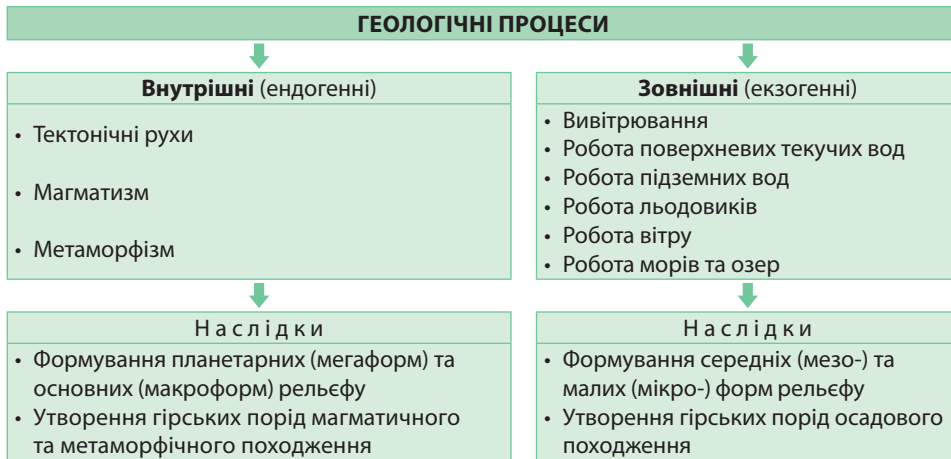 ГЕОЛОГІЧНІ ПРОЦЕСИ
Внутрішні (ендогенні)
• Тектонічні рухи
• Магматизм
• Метаморфізм
Зовнішні (екзогенні)
• Вивітрювання
• Робота поверхневих текучих вод
• Робота підземних вод
• Робота льодовиків
• Робота вітру
• Робота морів та озер
Наслідки
• Формування планетарних (мегаформ) та
основних (макроформ) рельєфу
• Утворення гірських порід магматичного
та метаморфічного походження
Наслідки
• Формування середніх (мезо-) та
малих (мікро-) форм рельєфу
• Утворення гірських порід осадового
походження